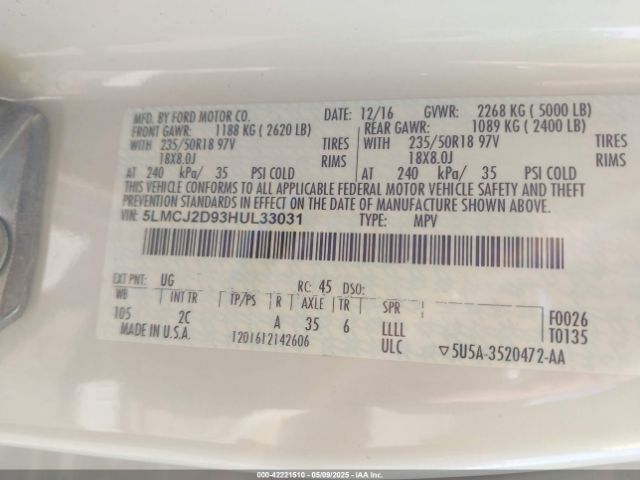 MFD. BY FORD MOTOR CO. DATE: 12/16 GVWR: 2268 KG ( 5000 LB)
FRONT GAWR: 1188 KG ( 2620 LB) REAR GAWR: 1089 KG ( 2400 LB)
WITH 235/50R18 97V TIRES WITH 235/50R18 97V TIRES
18X8.0J RIMS 18X8.0J RIMS
AT 240 kPa/ 35 PSI COLD AT 240 kPa/ 35 PSI COLD
THIS VEHICLE CONFORMS TO ALL APPLICABLE FEDERAL MOTOR VEHICLE SAFETY AND THEFT
PREVENTION STANDARDS IN EFFECT ON THE DATE OF MANUFACTURE SHOWN ABOVE.
VIN: 5LMCJ2D93HUL33031 TYPE: MPV
EXT PNT: UG RC: 45 DSO:
WB INT TR TP/PS R AXLE TR SPR
105 2C A 35 6 LLLL F0026
MADE IN U.S.A. 1201612142606 ULC T0135
▽5U5A-3520472-AA
000-42221510 - 05/09/2025 - IAA Inc.